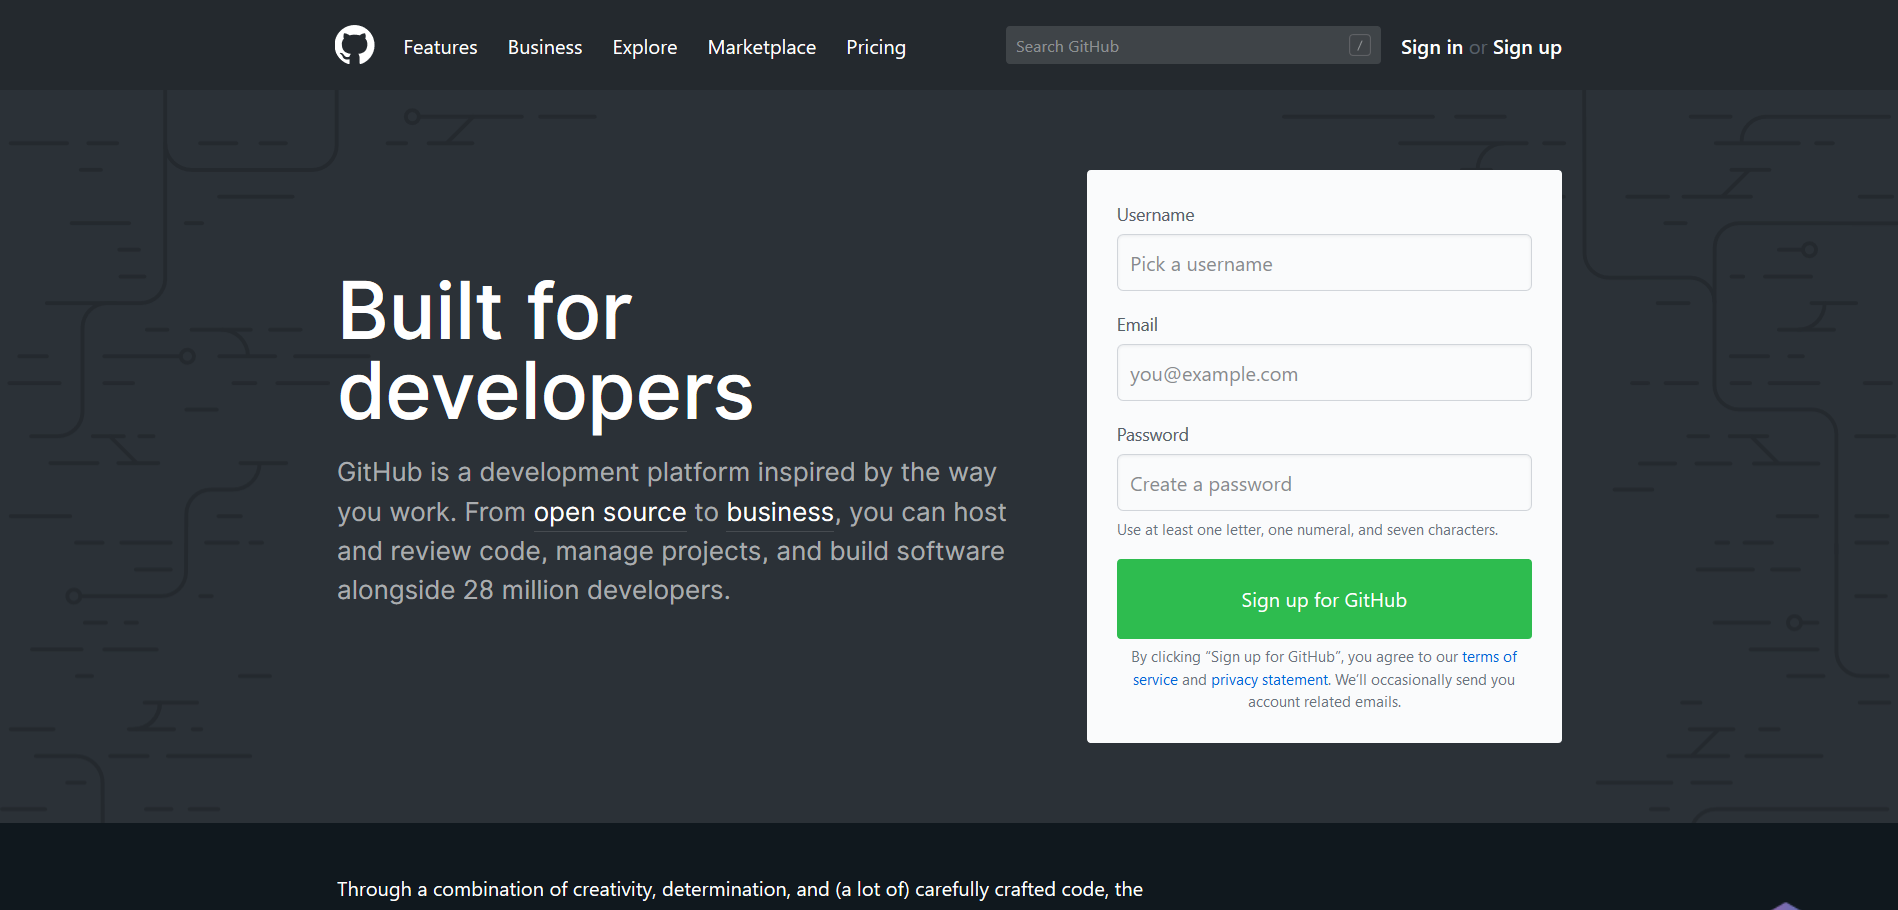 Features Business Explore Marketplace Pricing Search GitHub / Sign in or Sign up
Built for
developers
GitHub is a development platform inspired by the way
you work. From open source to business, you can host
and review code, manage projects, and build software
alongside 28 million developers.
Username
Pick a username
Email
you@example.com
Password
Create a password
Use at least one letter, one numeral, and seven characters.
Sign up for GitHub
By clicking “Sign up for GitHub”, you agree to our terms of
service and privacy statement. We’ll occasionally send you
account related emails.
Through a combination of creativity, determination, and (a lot of) carefully crafted code, the